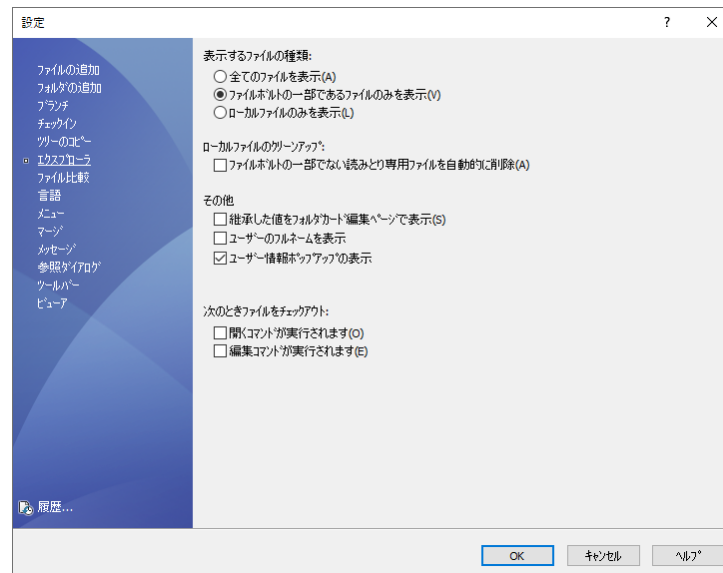 設定
?
ファイルの追加
フォルダの追加
ブランチ
チェックイン
ツリーのコピー
エクスプローラ
ファイル比較
言語
メニュー
マージ
メッセージ
参照ダイアログ
ツールバー
ビューア
履歴...
表示するファイルの種類:
全てのファイルを表示(A)
ファイルボルトの一部であるファイルのみを表示(V)
ローカルファイルのみを表示(L)
ローカルファイルのクリーンアップ:
ファイルボルトの一部でない読みとり専用ファイルを自動的に削除(A)
その他
継承した値をフォルダカード編集ページで表示(S)
ユーザーのフルネームを表示
ユーザー情報ポップアップの表示
次のときファイルをチェックアウト:
開くコマンドが実行されます(O)
編集コマンドが実行されます(E)
OK
キャンセル
ヘルプ